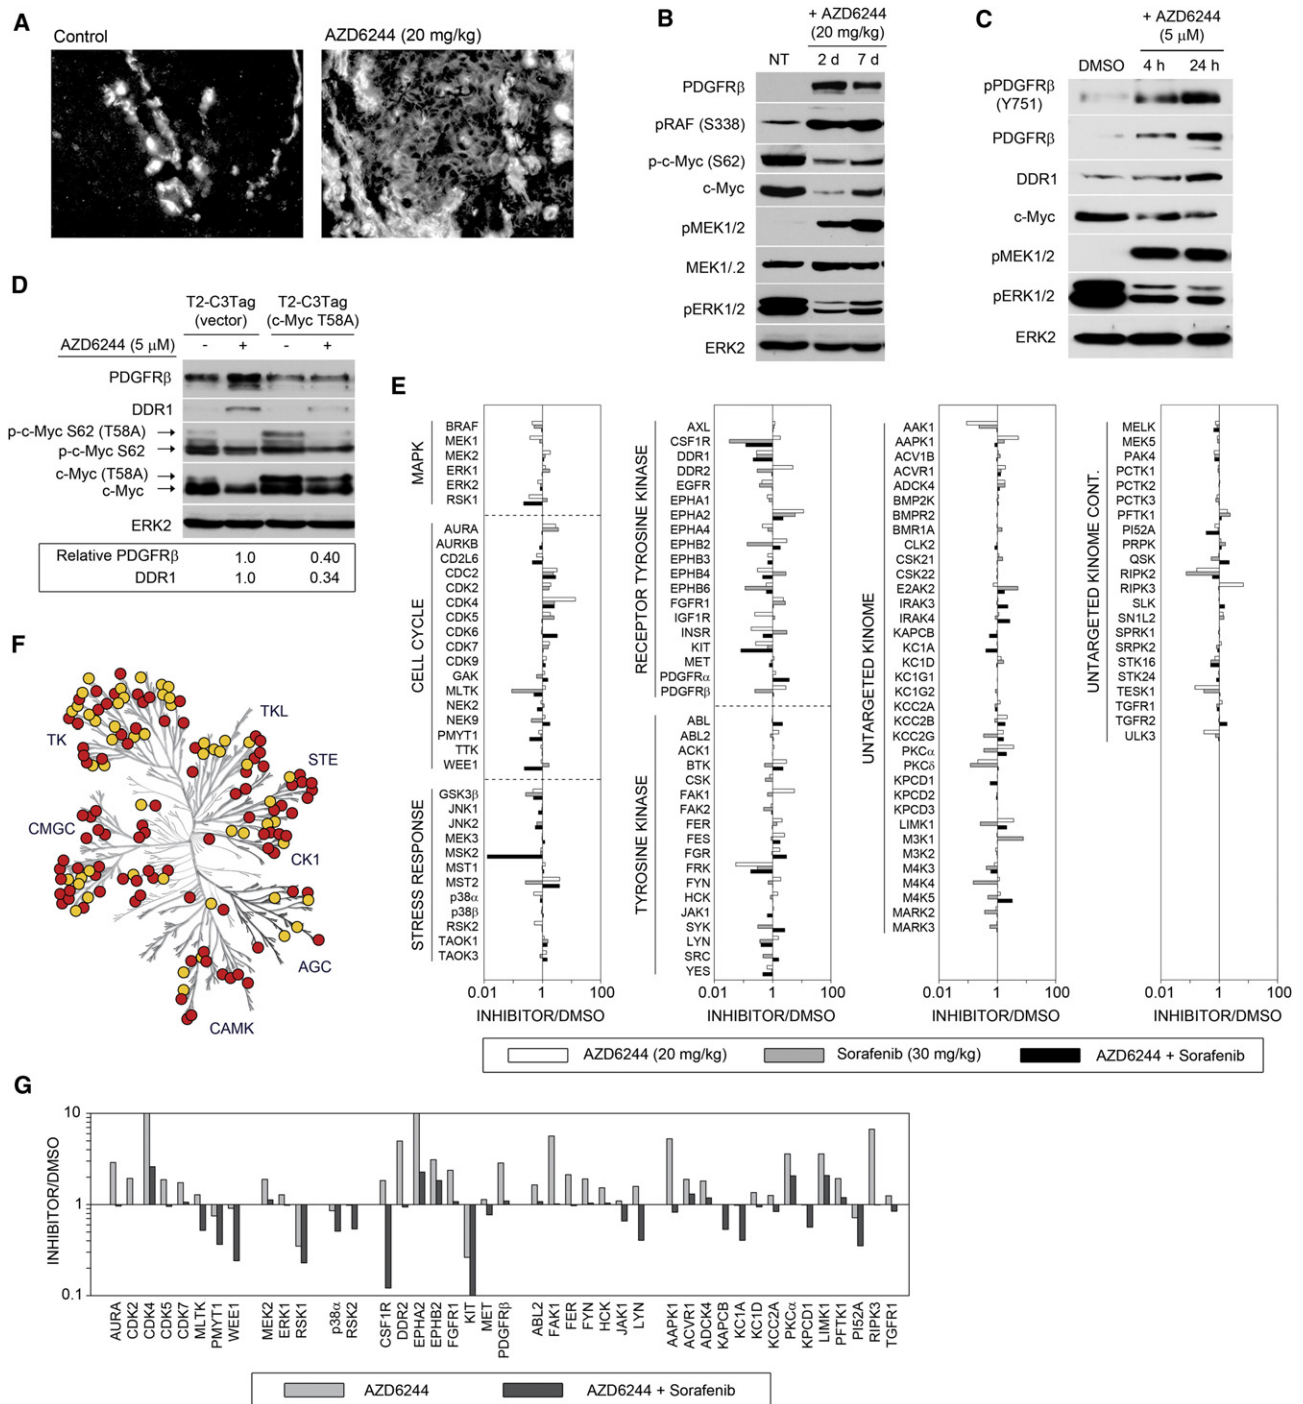 A
Control
AZD6244 (20 mg/kg)
B
+ AZD6244
(20 mg/kg)
NT
2 d
7 d
PDGFRβ
pRAF (S338)
p-c-Myc (S62)
c-Myc
pMEK1/2
MEK1/.2
pERK1/2
ERK2
C
+ AZD6244
(5 μM)
DMSO
4 h
24 h
pPDGFRβ
(Y751)
PDGFRβ
DDR1
c-Myc
pMEK1/2
pERK1/2
ERK2
D
T2-C3Tag
(vector)
T2-C3Tag
(c-Myc T58A)
AZD6244 (5 μM)
- + - +
PDGFRβ
DDR1
p-c-Myc S62 (T58A)
p-c-Myc S62
c-Myc (T58A)
c-Myc
ERK2
Relative PDGFRβ 1.0 0.40
DDR1 1.0 0.34
E
MAPK
BRAF
MEK1
MEK2
ERK1
ERK2
RSK1
CELL CYCLE
AURA
AURKB
CD2L6
CDC2
CDK2
CDK4
CDK5
CDK6
CDK7
CDK9
GAK
MLTK
NEK2
NEK9
PMYT1
TTK
WEE1
STRESS RESPONSE
GSK3β
JNK1
JNK2
MEK3
MSK2
MST1
MST2
p38α
p38β
RSK2
TAOK1
TAOK3
0.01 1 100
INHIBITOR/DMSO
RECEPTOR TYROSINE KINASE
AXL
CSF1R
DDR1
DDR2
EGFR
EPHA1
EPHA2
EPHA4
EPHB2
EPHB3
EPHB4
EPHB6
FGFR1
IGF1R
INSR
KIT
MET
PDGFRα
PDGFRβ
TYROSINE KINASE
ABL
ABL2
ACK1
BTK
CSK
FAK1
FAK2
FER
FES
FGR
FRK
FYN
HCK
JAK1
SYK
LYN
SRC
YES
0.01 1 100
INHIBITOR/DMSO
UNTARGETED KINOME
AAK1
AAPK1
ACV1B
ACVR1
ADCK4
BMP2K
BMPR2
BMR1A
CLK2
CSK21
CSK22
E2AK2
IRAK3
IRAK4
KAPCB
KC1A
KC1D
KC1G1
KC1G2
KCC2A
KCC2B
KCC2G
PKCα
PKCδ
KPCD1
KPCD2
KPCD3
LIMK1
M3K1
M3K2
M4K3
M4K4
M4K5
MARK2
MARK3
0.01 1 100
INHIBITOR/DMSO
UNTARGETED KINOME CONT.
MELK
MEK5
PAK4
PCTK1
PCTK2
PCTK3
PFTK1
PI52A
PRPK
QSK
RIPK2
RIPK3
SLK
SN1L2
SPRK1
SRPK2
STK16
STK24
TESK1
TGFR1
TGFR2
ULK3
0.01 1 100
INHIBITOR/DMSO
AZD6244 (20 mg/kg)
Sorafenib (30 mg/kg)
AZD6244 + Sorafenib
F
TK
TKL
STE
CMGC
CK1
AGC
CAMK
G
INHIBITOR/DMSO
10
1
0.1
AURA
CDK2
CDK4
CDK5
CDK7
MLTK
PMYT1
WEE1
MEK2
ERK1
RSK1
p38α
RSK2
CSF1R
DDR2
EPHA2
EPHB2
FGFR1
KIT
MET
PDGFRβ
ABL2
FAK1
FER
FYN
HCK
JAK1
LYN
AAPK1
ACVR1
ADCK4
KAPCB
KC1A
KC1D
KCC2A
PKCα
KPCD1
LIMK1
PFTK1
PI52A
RIPK3
TGFR1
AZD6244
AZD6244 + Sorafenib